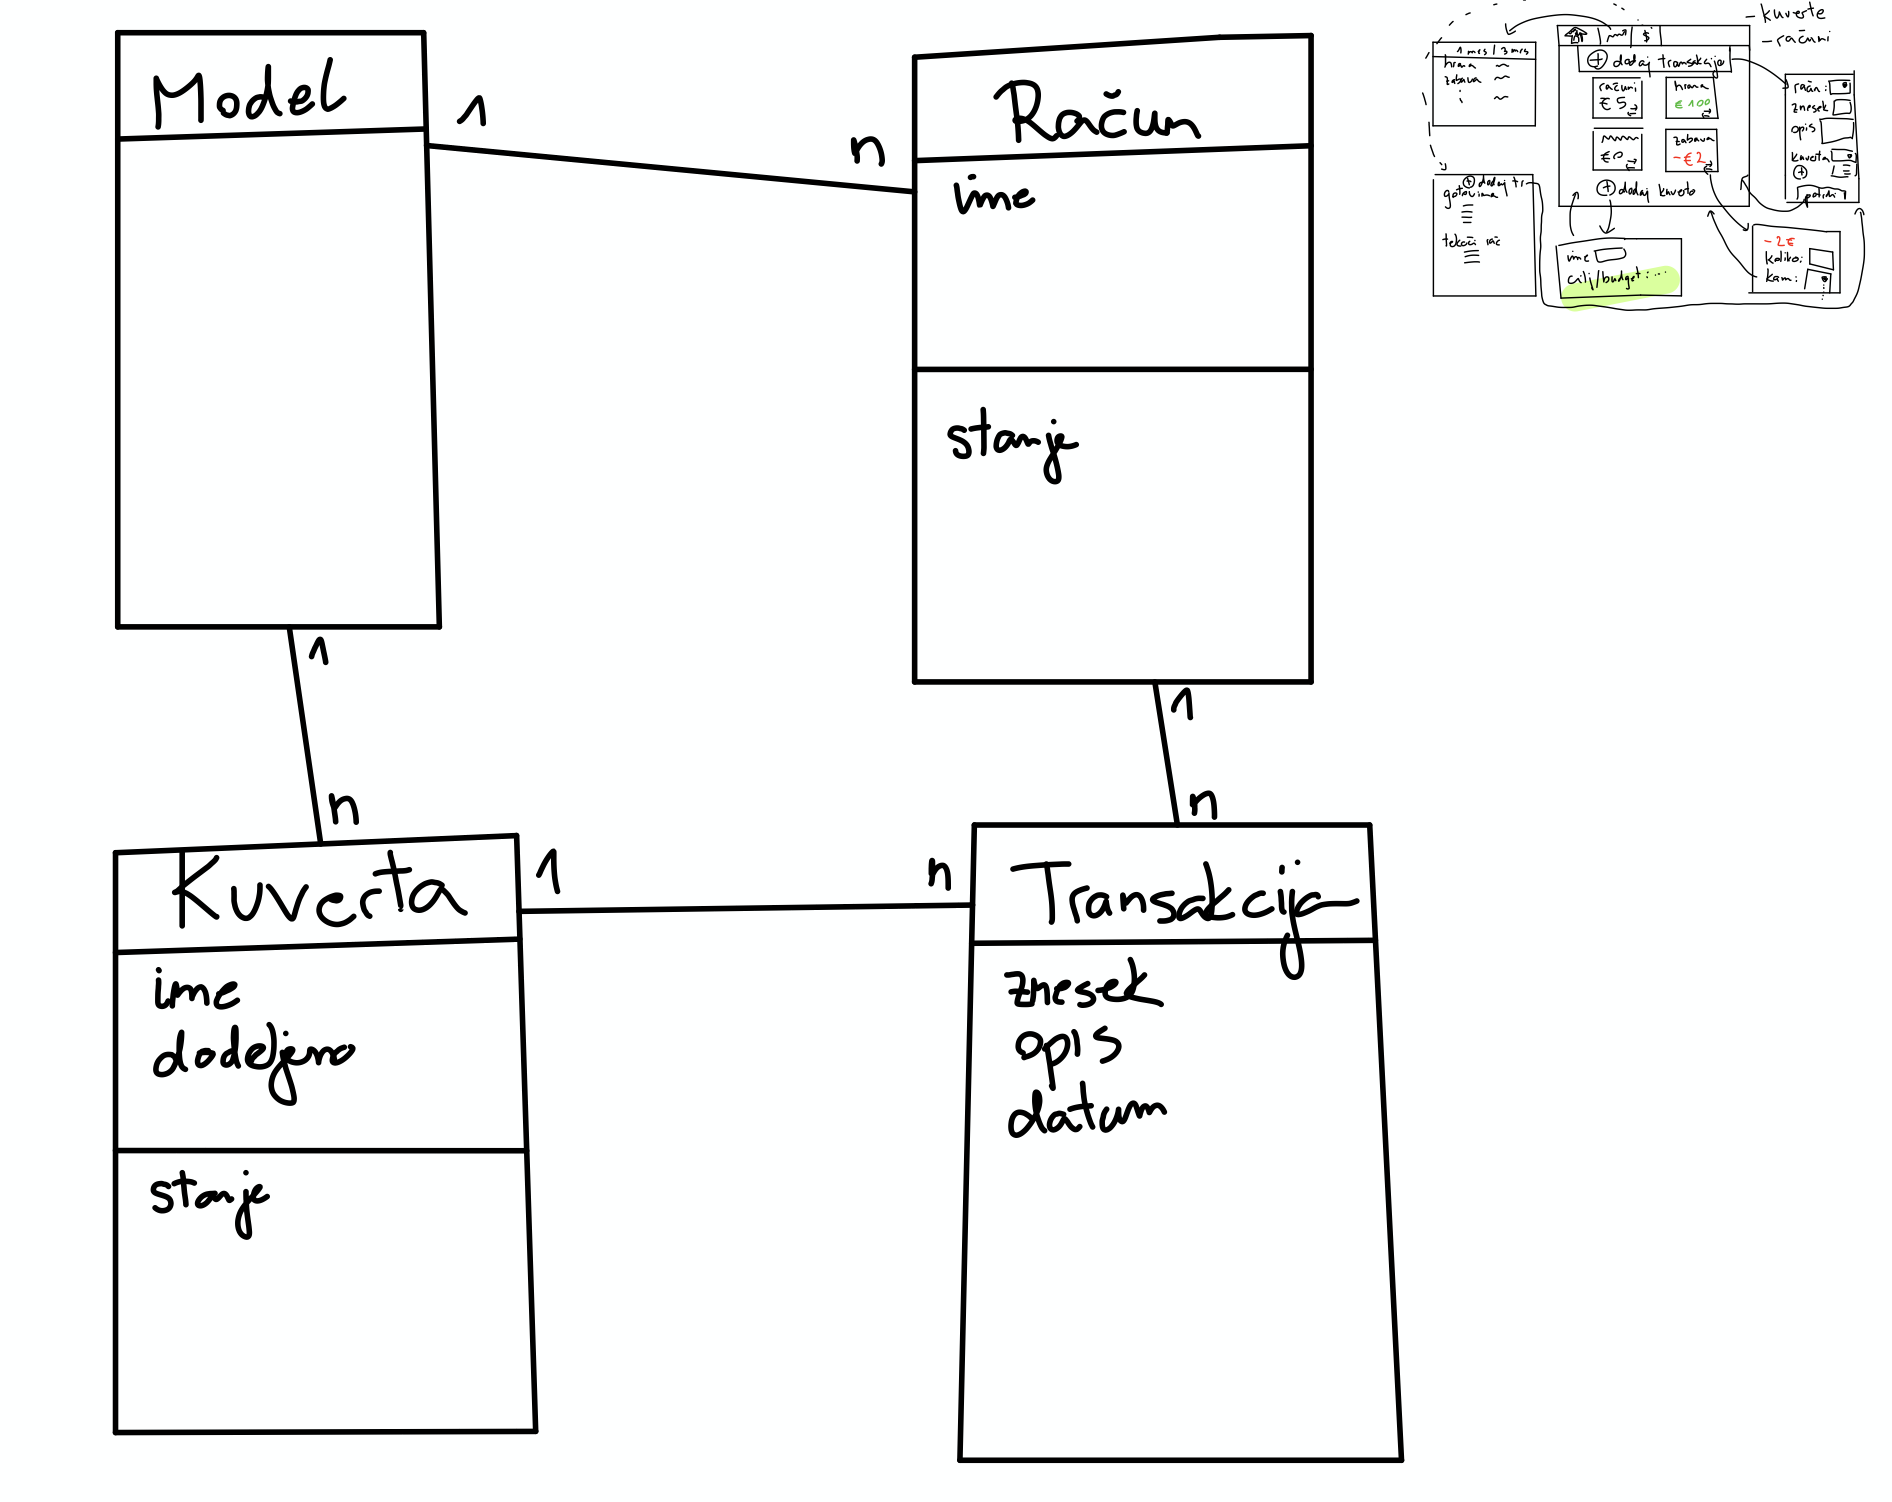 Model
1
n
Račun
ime
stanje
1
n
1
n
Kuverta
ime
dodeljeno
stanje
1
n
Transakcija
znesek
opis
datum
- kuverte
- računi
$
+ dodaj transakcijo
računi
€ 5
hrana
€ 100
€ 0
zabava
-€ 2
+ dodaj kuverto
1 mes / 3 mes
hrana
zabava
+ dodaj tr
gotovina
tekoči rač
račn:
znesek
opis
kuverta
+
potrdi
ime
cilj/budget: ...
-2€
koliko:
kam: